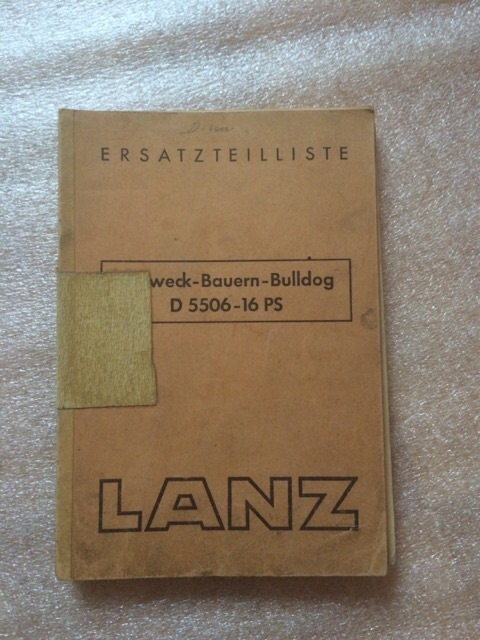 ERSATZTEILLISTE
weck-Bauern-Bulldog
D 5506-16 PS
LANZ